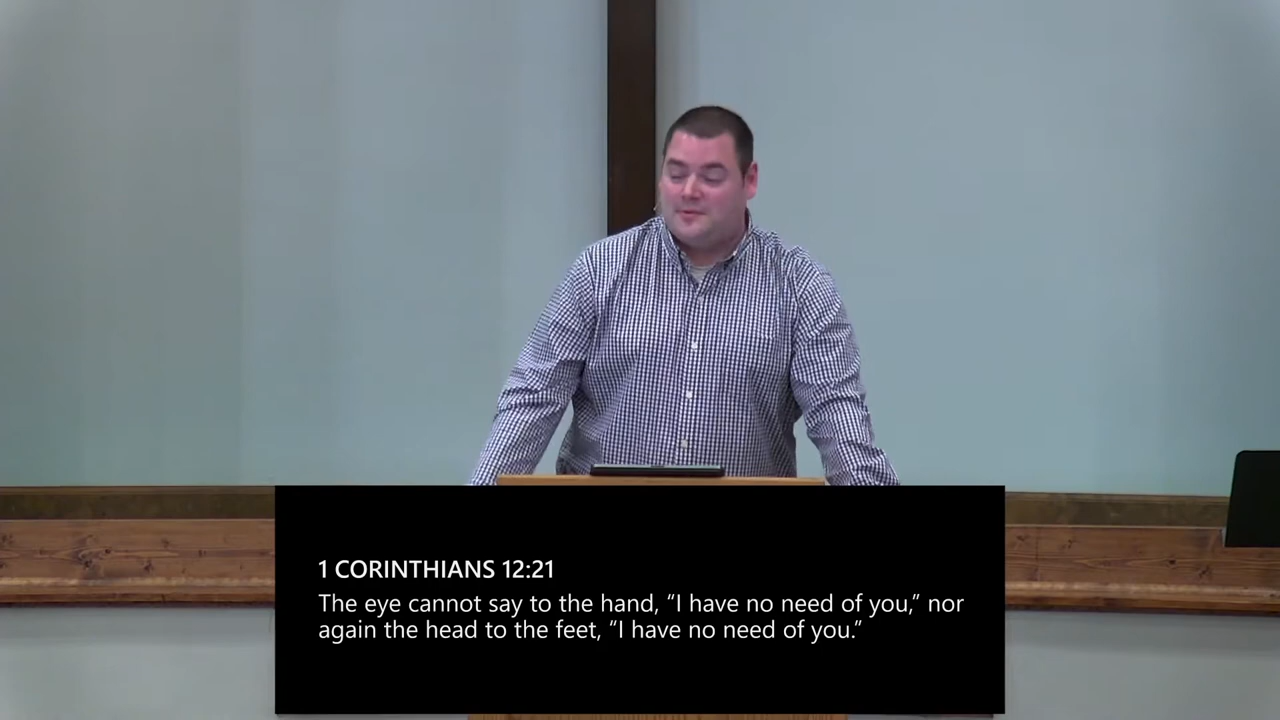 1 CORINTHIANS 12:21
The eye cannot say to the hand, “I have no need of you,” nor
again the head to the feet, “I have no need of you.”